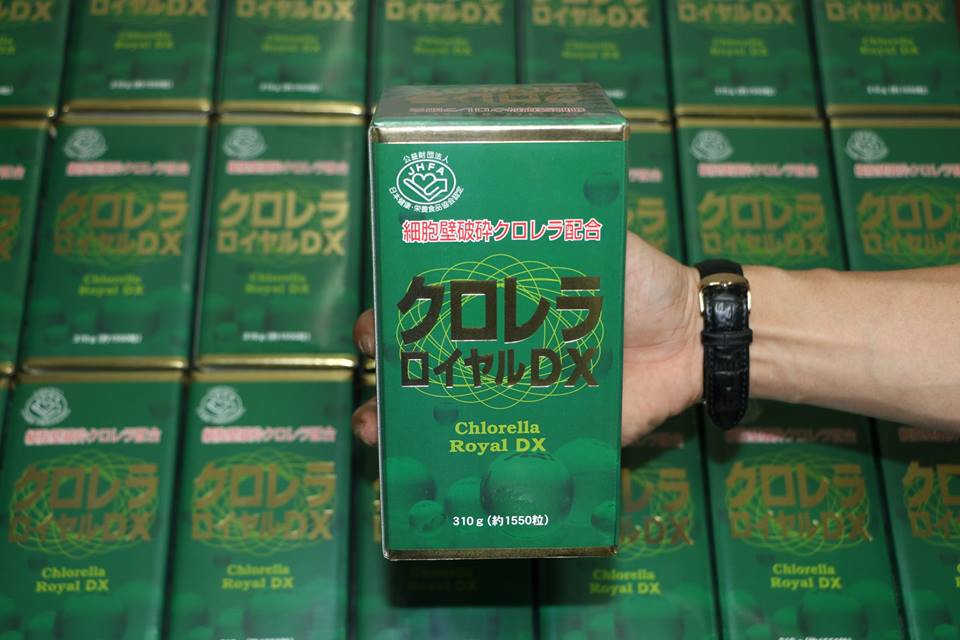 公益財団法人
JHFA
日本健康・栄養食品協会認定
細胞壁破砕クロレラ配合
クロレラ
ロイヤルDX
Chlorella
Royal DX
310g(約1550粒)